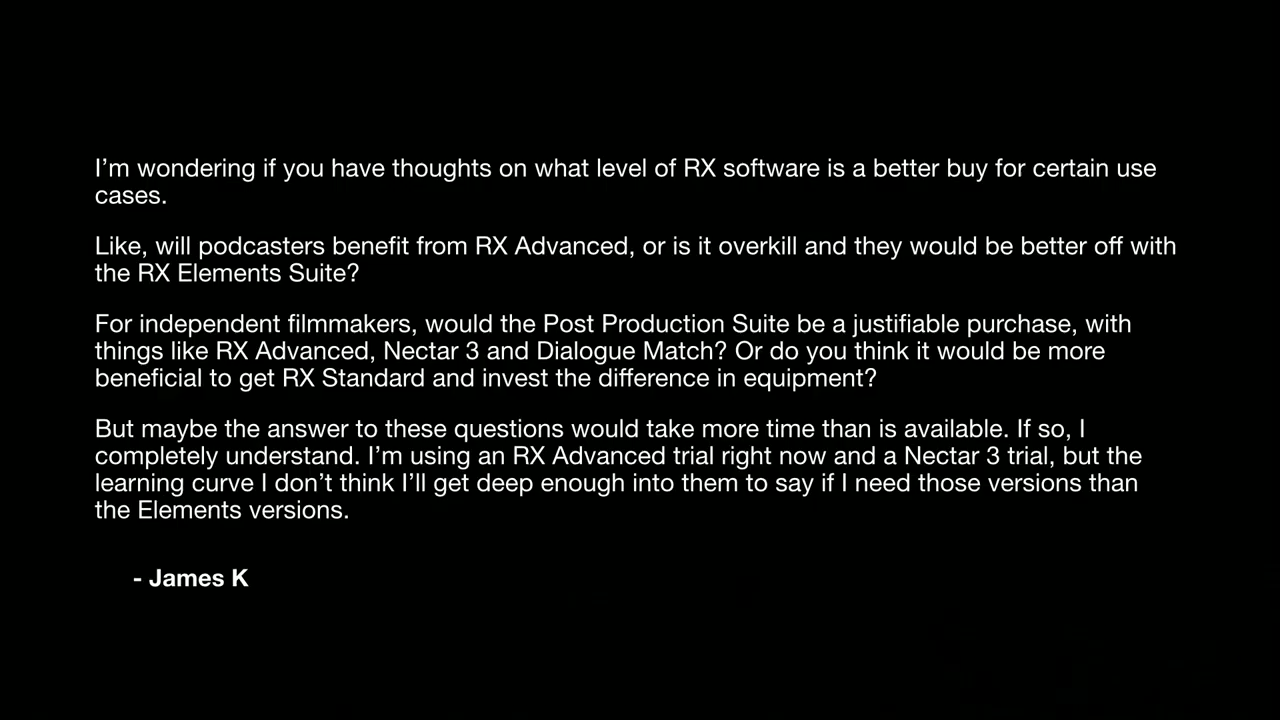 I'm wondering if you have thoughts on what level of RX software is a better buy for certain use
cases.
Like, will podcasters benefit from RX Advanced, or is it overkill and they would be better off with
the RX Elements Suite?
For independent filmmakers, would the Post Production Suite be a justifiable purchase, with
things like RX Advanced, Nectar 3 and Dialogue Match? Or do you think it would be more
beneficial to get RX Standard and invest the difference in equipment?
But maybe the answer to these questions would take more time than is available. If so, I
completely understand. I'm using an RX Advanced trial right now and a Nectar 3 trial, but the
learning curve I don't think I'll get deep enough into them to say if I need those versions than
the Elements versions.
- James K